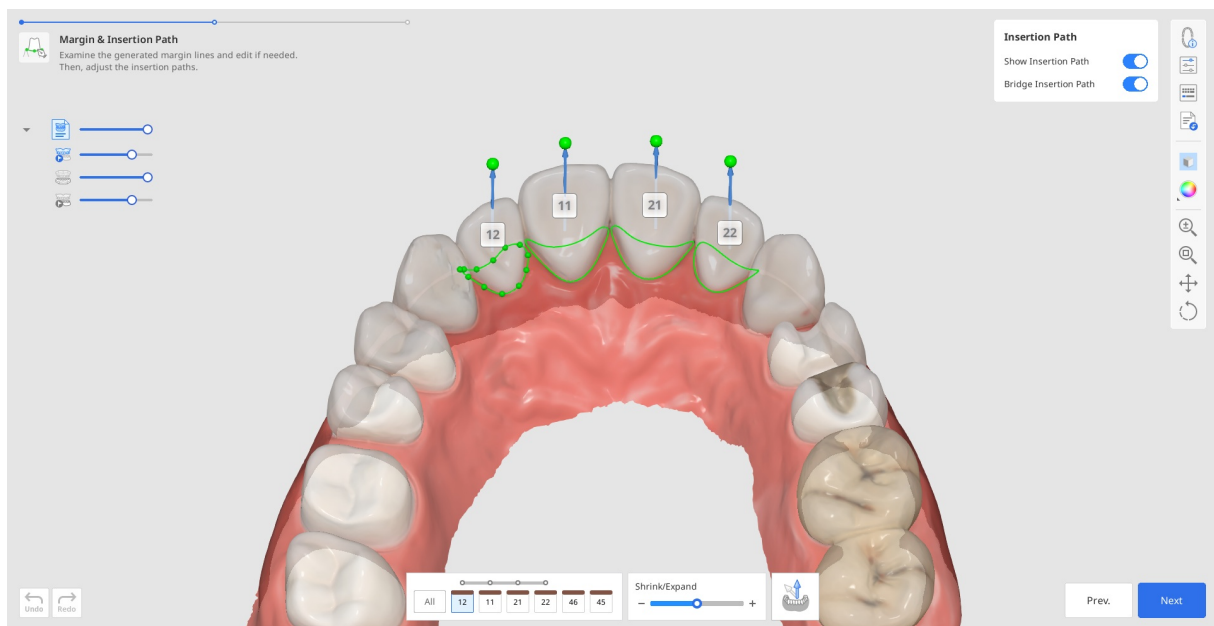 Margin & Insertion Path
Examine the generated margin lines and edit if needed.
Then, adjust the insertion paths.
Insertion Path
Show Insertion Path
Bridge Insertion Path
11
21
12
22
Undo
Redo
All
12
11
21
22
46
45
Shrink/Expand
− +
Prev.
Next